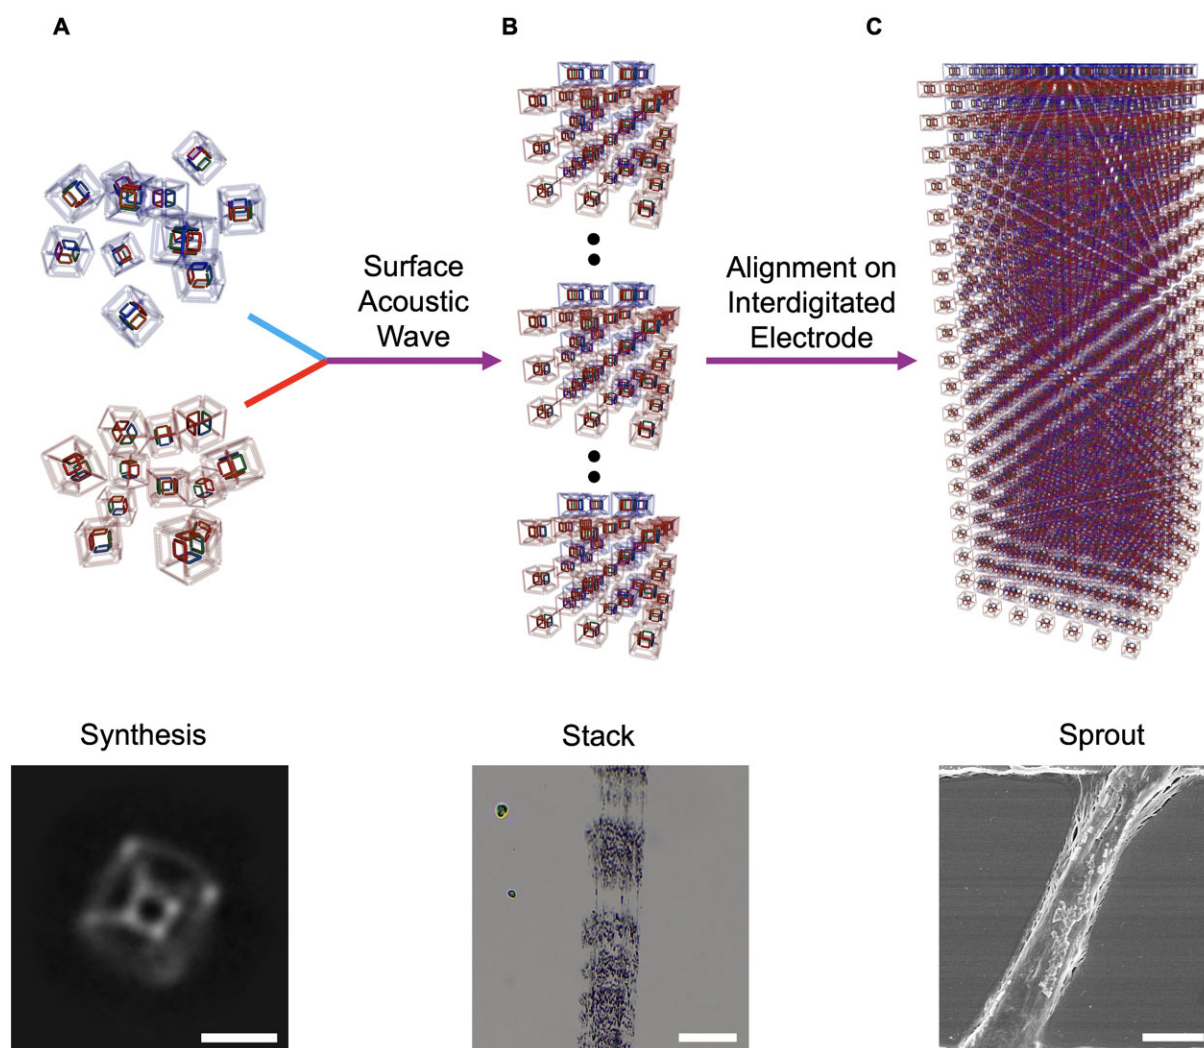 A
B
C
Surface
Acoustic
Wave
Alignment on
Interdigitated
Electrode
Synthesis
Stack
Sprout